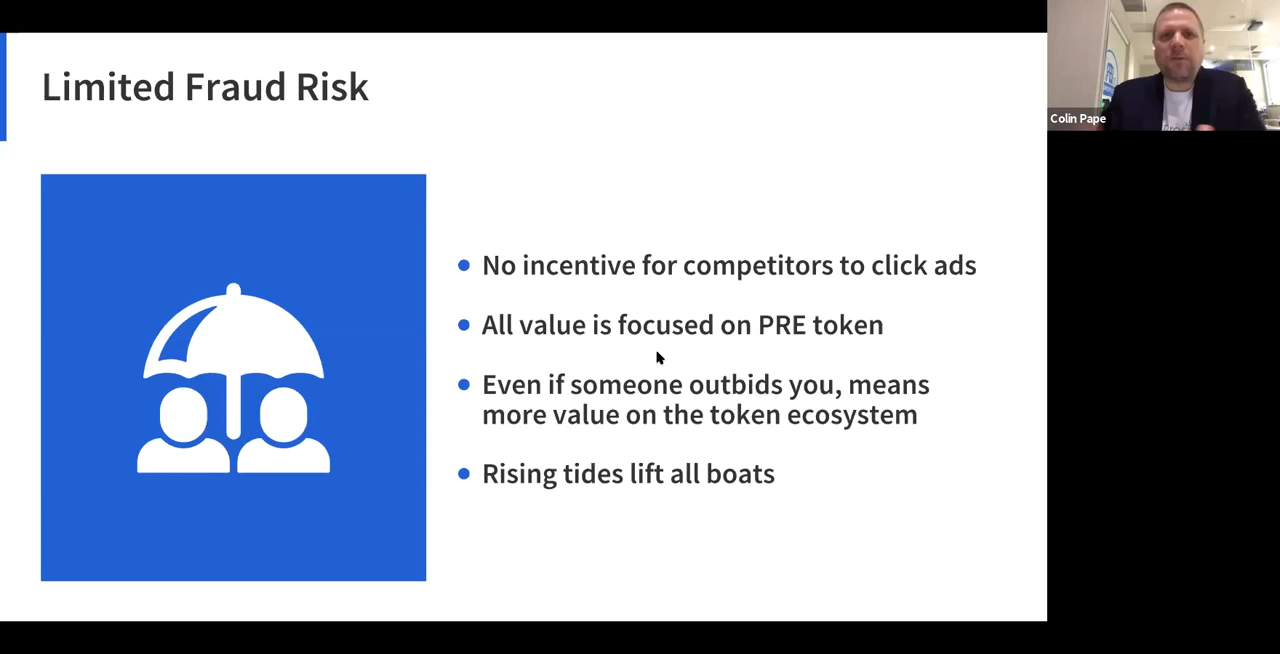 Limited Fraud Risk
No incentive for competitors to click ads
All value is focused on PRE token
Even if someone outbids you, means
more value on the token ecosystem
Rising tides lift all boats
Colin Pape